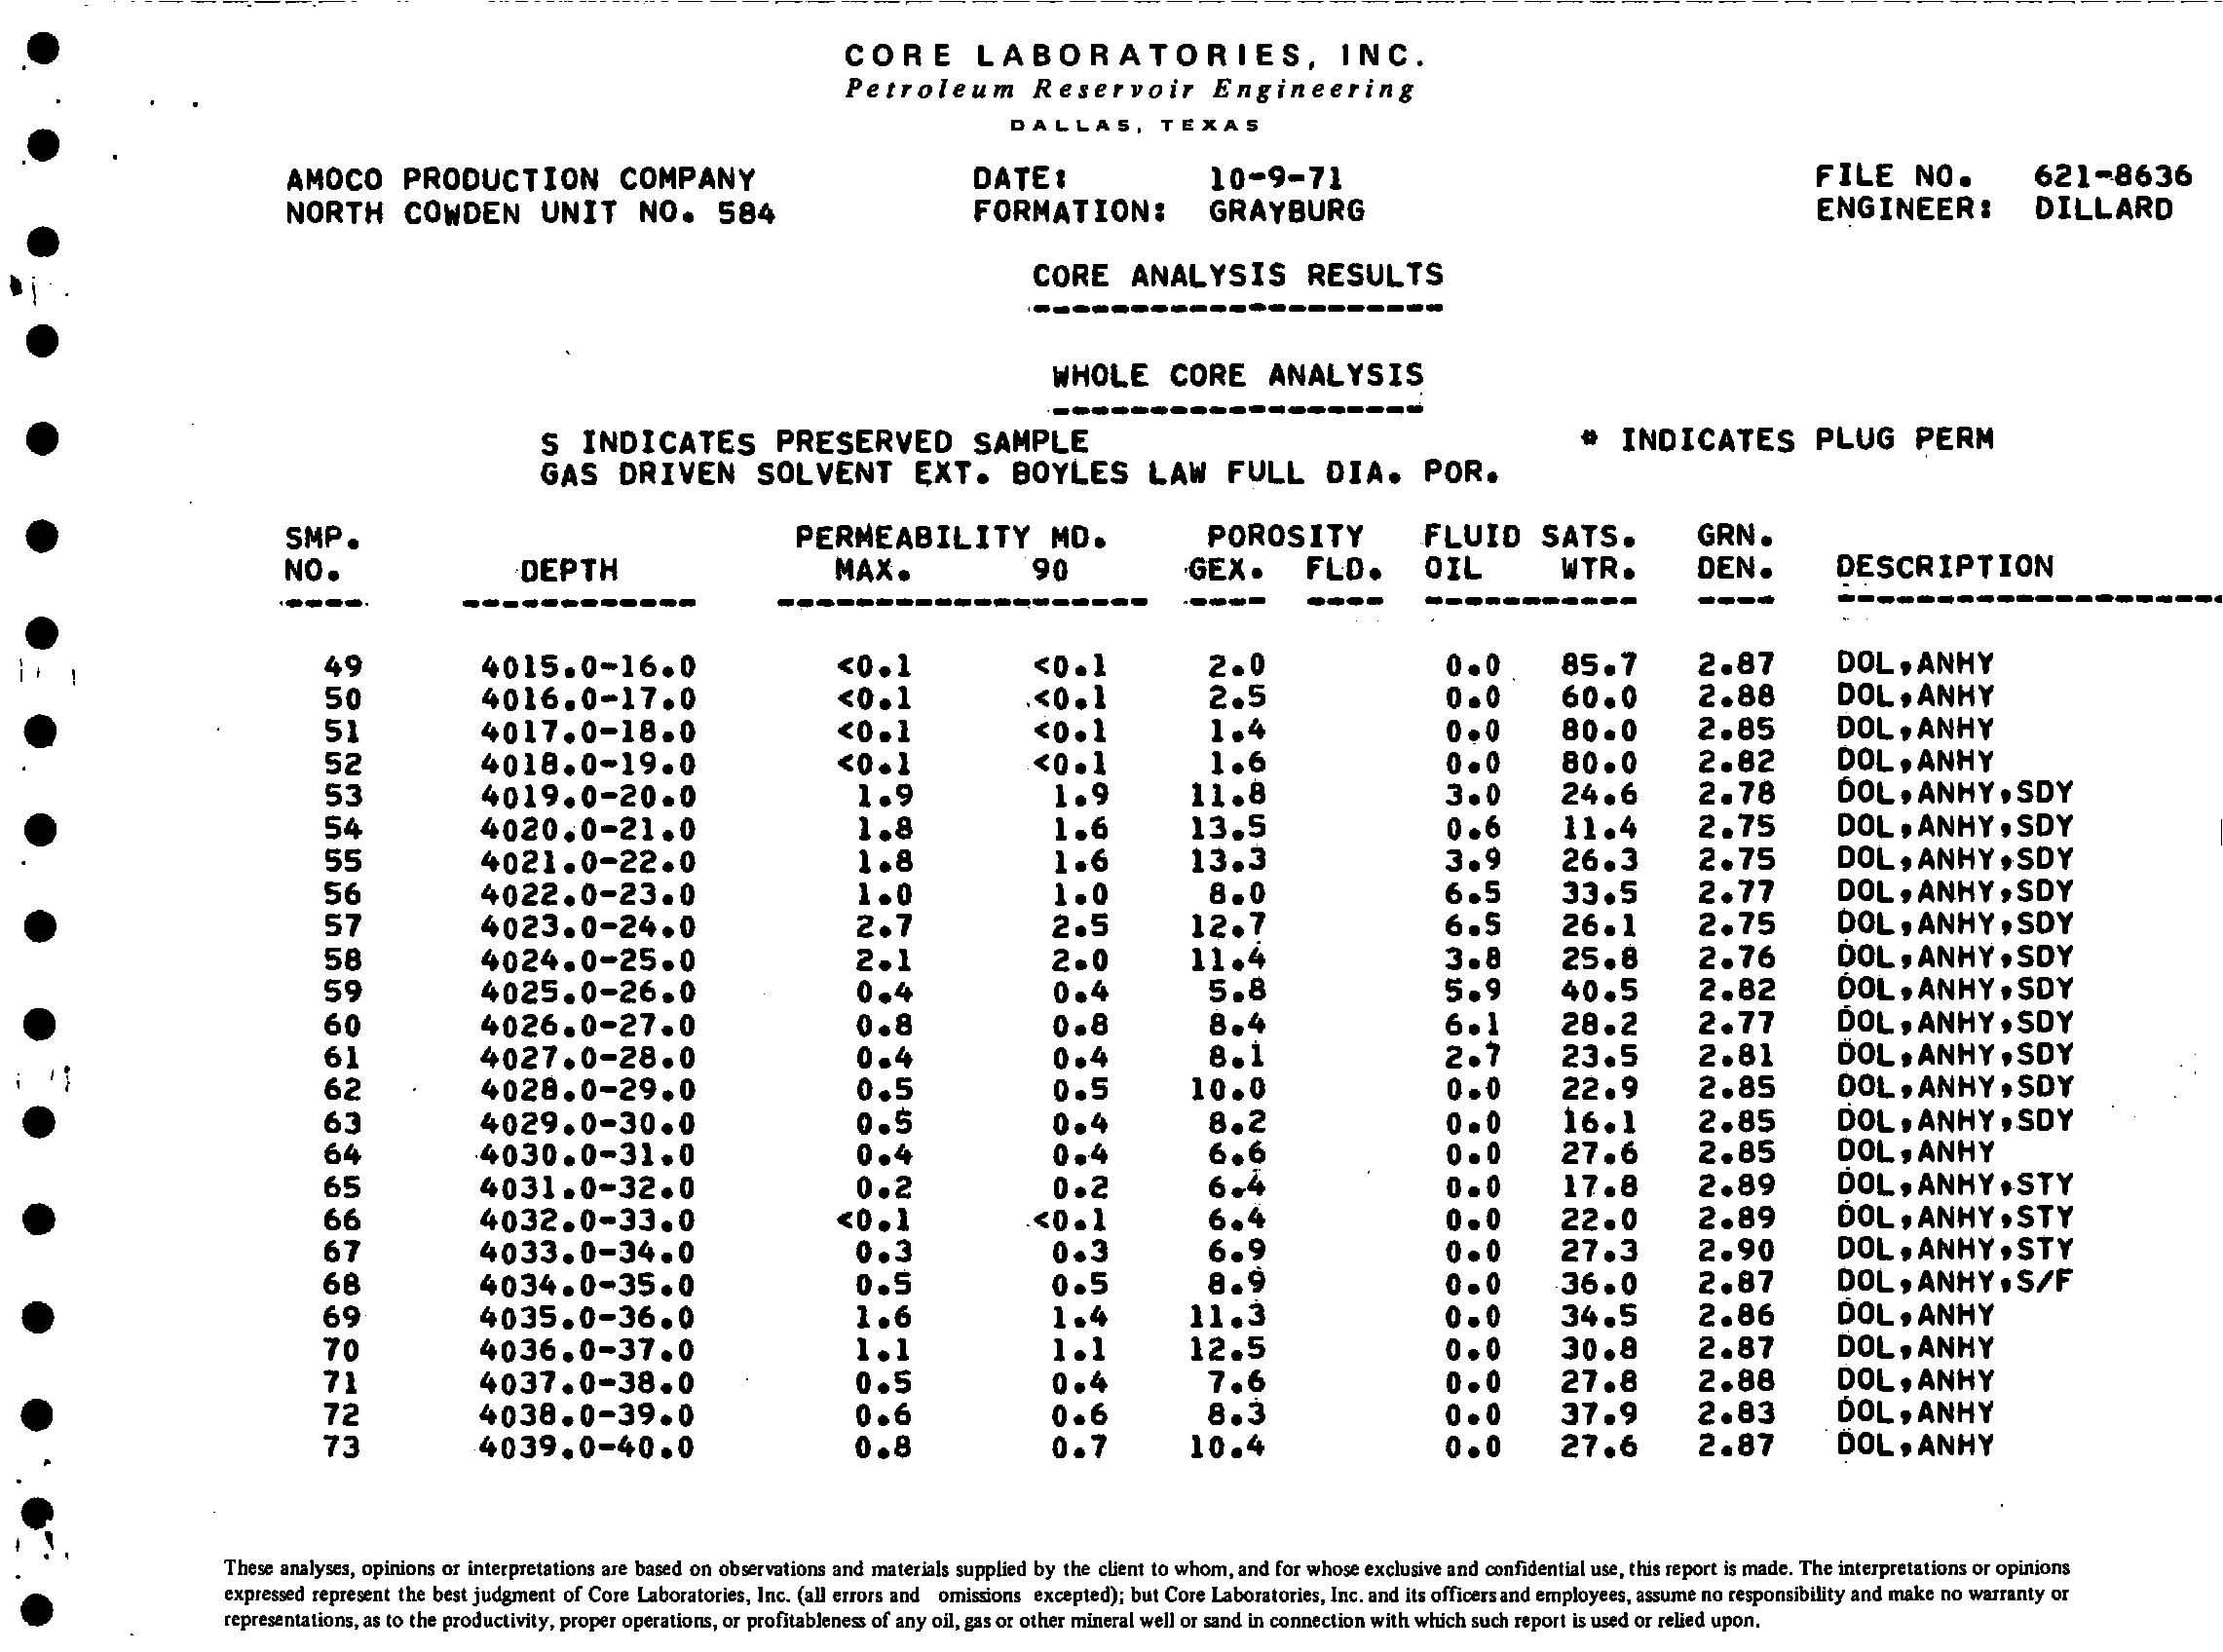 CORE LABORATORIES, INC.
Petroleum Reservoir Engineering
DALLAS, TEXAS
AMOCO PRODUCTION COMPANY DATE: 10-9-71 FILE NO. 621-8636
NORTH COWDEN UNIT NO. 584 FORMATION: GRAYBURG ENGINEER: DILLARD
CORE ANALYSIS RESULTS
WHOLE CORE ANALYSIS
S INDICATES PRESERVED SAMPLE * INDICATES PLUG PERM
GAS DRIVEN SOLVENT EXT. BOYLES LAW FULL DIA. POR.
SMP. PERMEABILITY MD. POROSITY FLUID SATS. GRN.
NO. DEPTH MAX. 90 GEX. FLD. OIL WTR. DEN. DESCRIPTION
49 4015.0-16.0 <0.1 <0.1 2.0 0.0 85.7 2.87 DOL,ANHY
50 4016.0-17.0 <0.1 <0.1 2.5 0.0 60.0 2.88 DOL,ANHY
51 4017.0-18.0 <0.1 <0.1 1.4 0.0 80.0 2.85 DOL,ANHY
52 4018.0-19.0 <0.1 <0.1 1.6 0.0 80.0 2.82 DOL,ANHY
53 4019.0-20.0 1.9 1.9 11.8 3.0 24.6 2.78 DOL,ANHY,SDY
54 4020.0-21.0 1.8 1.6 13.5 0.6 11.4 2.75 DOL,ANHY,SDY
55 4021.0-22.0 1.8 1.6 13.3 3.9 26.3 2.75 DOL,ANHY,SDY
56 4022.0-23.0 1.0 1.0 8.0 6.5 33.5 2.77 DOL,ANHY,SDY
57 4023.0-24.0 2.7 2.5 12.7 6.5 26.1 2.75 DOL,ANHY,SDY
58 4024.0-25.0 2.1 2.0 11.4 3.8 25.8 2.76 DOL,ANHY,SDY
59 4025.0-26.0 0.4 0.4 5.8 5.9 40.5 2.82 DOL,ANHY,SDY
60 4026.0-27.0 0.8 0.8 8.4 6.1 28.2 2.77 DOL,ANHY,SDY
61 4027.0-28.0 0.4 0.4 8.1 2.7 23.5 2.81 DOL,ANHY,SDY
62 4028.0-29.0 0.5 0.5 10.0 0.0 22.9 2.85 DOL,ANHY,SDY
63 4029.0-30.0 0.5 0.4 8.2 0.0 16.1 2.85 DOL,ANHY,SDY
64 4030.0-31.0 0.4 0.4 6.6 0.0 27.6 2.85 DOL,ANHY
65 4031.0-32.0 0.2 0.2 6.4 0.0 17.8 2.89 DOL,ANHY,STY
66 4032.0-33.0 <0.1 <0.1 6.4 0.0 22.0 2.89 DOL,ANHY,STY
67 4033.0-34.0 0.3 0.3 6.9 0.0 27.3 2.90 DOL,ANHY,STY
68 4034.0-35.0 0.5 0.5 8.9 0.0 36.0 2.87 DOL,ANHY,S/F
69 4035.0-36.0 1.6 1.4 11.3 0.0 34.5 2.86 DOL,ANHY
70 4036.0-37.0 1.1 1.1 12.5 0.0 30.8 2.87 DOL,ANHY
71 4037.0-38.0 0.5 0.4 7.6 0.0 27.8 2.88 DOL,ANHY
72 4038.0-39.0 0.6 0.6 8.3 0.0 37.9 2.83 DOL,ANHY
73 4039.0-40.0 0.8 0.7 10.4 0.0 27.6 2.87 DOL,ANHY
These analyses, opinions or interpretations are based on observations and materials supplied by the client to whom, and for whose exclusive and confidential use, this report is made. The interpretations or opinions
expressed represent the best judgment of Core Laboratories, Inc. (all errors and omissions excepted); but Core Laboratories, Inc. and its officers and employees, assume no responsibility and make no warranty or
representations, as to the productivity, proper operations, or profitableness of any oil, gas or other mineral well or sand in connection with which such report is used or relied upon.